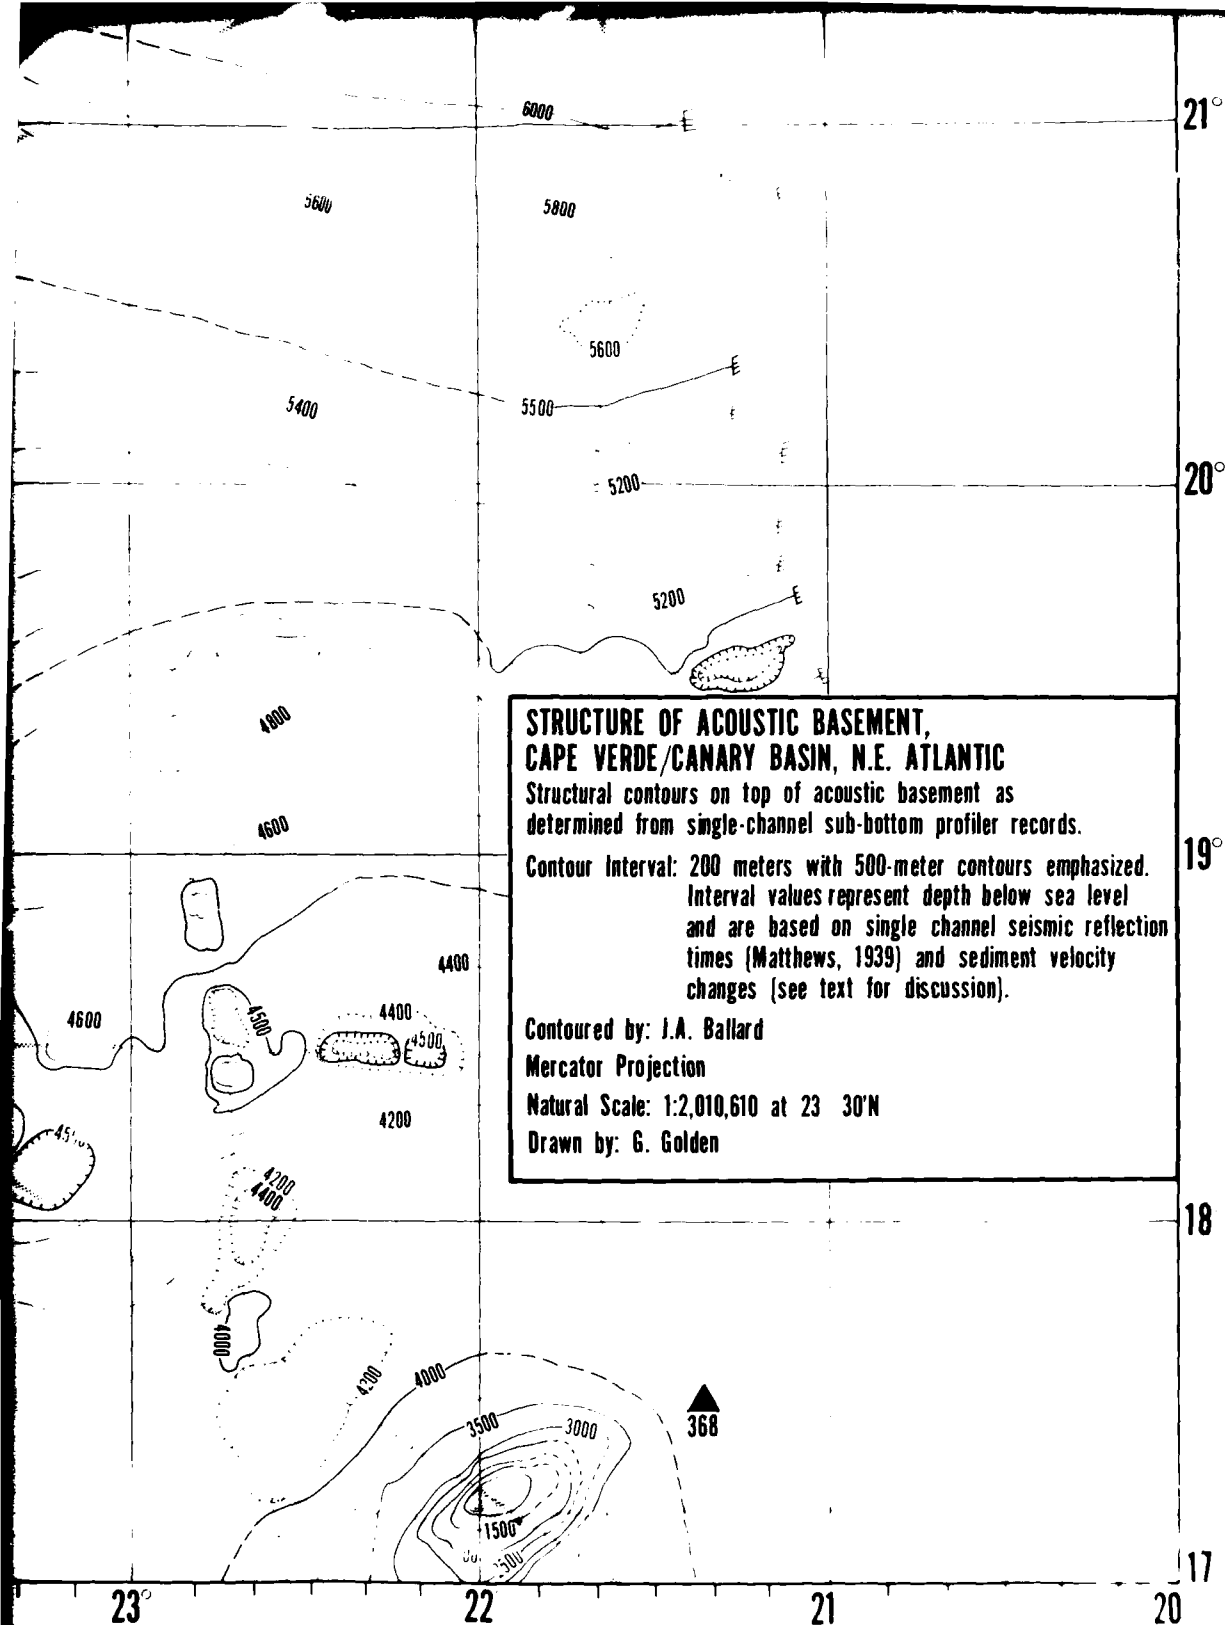 6000
21°
5600
5800
5600
5400
5500
20°
5200
5200
4800
STRUCTURE OF ACOUSTIC BASEMENT,
CAPE VERDE/CANARY BASIN, N.E. ATLANTIC
Structural contours on top of acoustic basement as
determined from single-channel sub-bottom profiler records.
4600
19°
Contour Interval: 200 meters with 500-meter contours emphasized.
Interval values represent depth below sea level
and are based on single channel seismic reflection
times (Matthews, 1939) and sediment velocity
changes (see text for discussion).
4400
4600
4500
4400
4500
Contoured by: J.A. Ballard
Mercator Projection
Natural Scale: 1:2,010,610 at 23 30'N
Drawn by: G. Golden
4200
4200
4400
18
4000
4200
4000
3500
3000
368
1500
17
23°
22
21
20